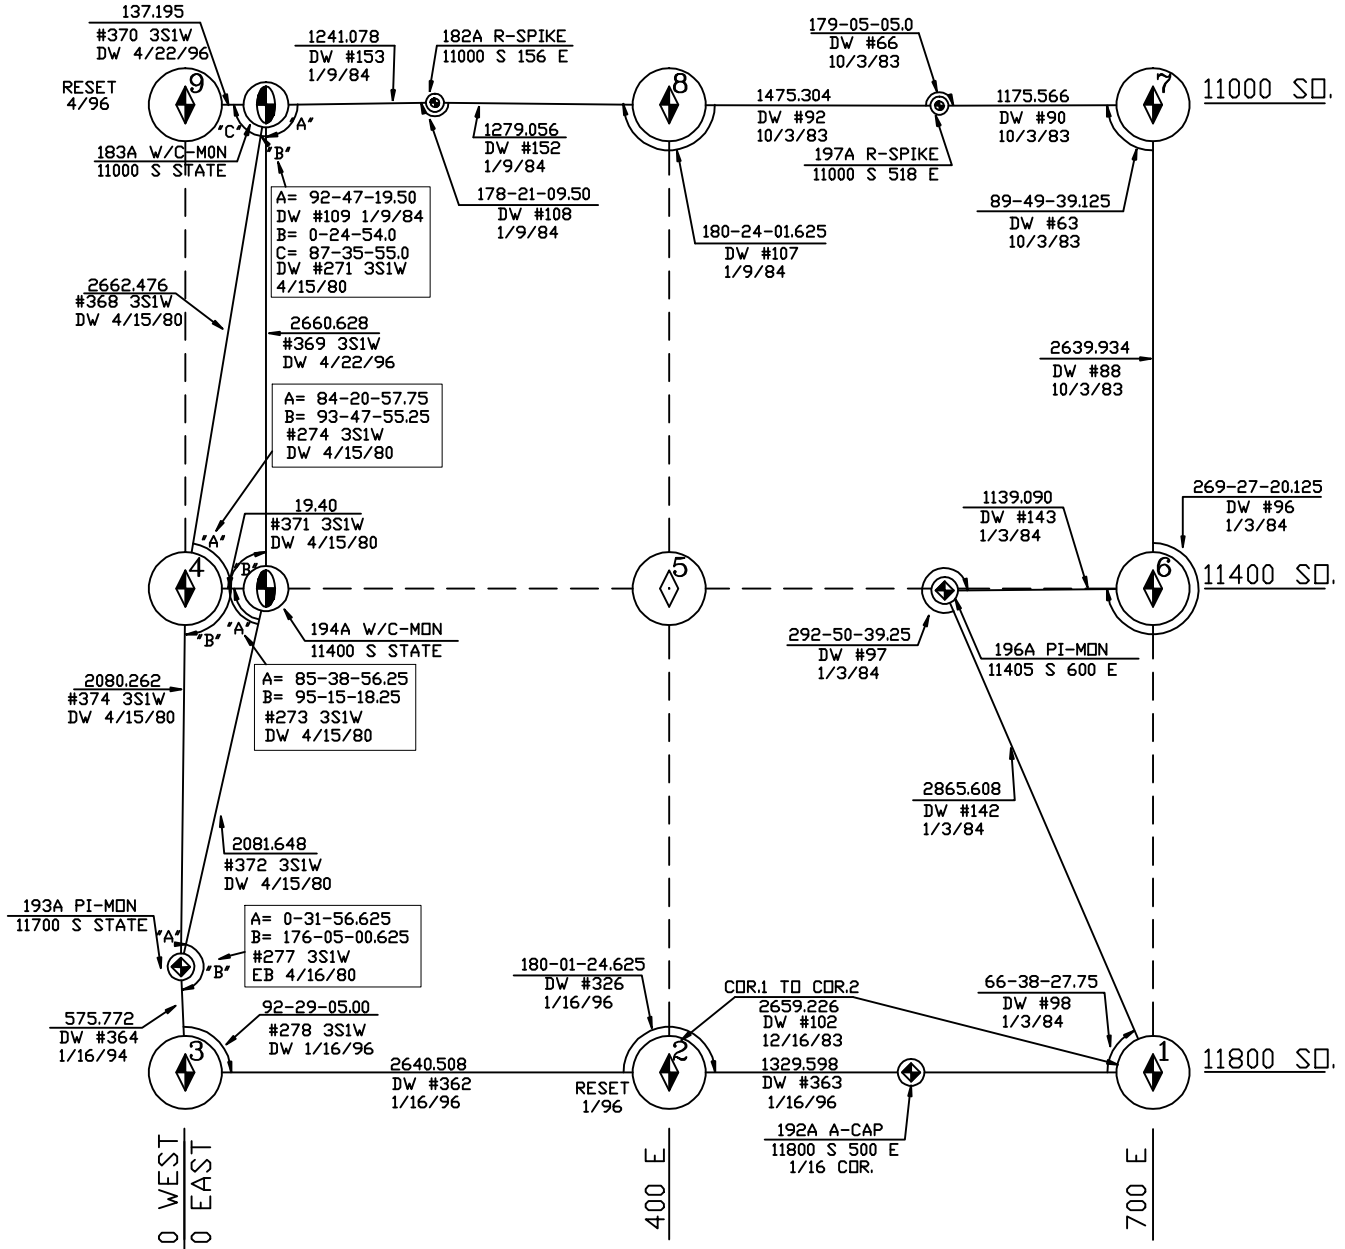 137.195
#370 3S1W
DW 4/22/96
RESET
4/96
9
"C"
"A"
"B"
183A W/C-MON
11000 S STATE
1241.078
DW #153
1/9/84
182A R-SPIKE
11000 S 156 E
1279.056
DW #152
1/9/84
178-21-09.50
DW #108
1/9/84
8
180-24-01.625
DW #107
1/9/84
1475.304
DW #92
10/3/83
179-05-05.0
DW #66
10/3/83
197A R-SPIKE
11000 S 518 E
1175.566
DW #90
10/3/83
7
11000 SO.
89-49-39.125
DW #63
10/3/83
A= 92-47-19.50
DW #109 1/9/84
B= 0-24-54.0
C= 87-35-55.0
DW #271 3S1W
4/15/80
2662.476
#368 3S1W
DW 4/15/80
2660.628
#369 3S1W
DW 4/22/96
2639.934
DW #88
10/3/83
A= 84-20-57.75
B= 93-47-55.25
#274 3S1W
DW 4/15/80
19.40
#371 3S1W
DW 4/15/80
"A"
"B"
4
"B"
"A"
194A W/C-MON
11400 S STATE
5
1139.090
DW #143
1/3/84
269-27-20.125
DW #96
1/3/84
6
11400 SO.
292-50-39.25
DW #97
1/3/84
196A PI-MON
11405 S 600 E
A= 85-38-56.25
B= 95-15-18.25
#273 3S1W
DW 4/15/80
2080.262
#374 3S1W
DW 4/15/80
2865.608
DW #142
1/3/84
2081.648
#372 3S1W
DW 4/15/80
193A PI-MON
11700 S STATE
"A"
"B"
A= 0-31-56.625
B= 176-05-00.625
#277 3S1W
EB 4/16/80
575.772
DW #364
1/16/94
92-29-05.00
#278 3S1W
DW 1/16/96
3
2640.508
DW #362
1/16/96
180-01-24.625
DW #326
1/16/96
2
RESET
1/96
COR.1 TO COR.2
2659.226
DW #102
12/16/83
1329.598
DW #363
1/16/96
192A A-CAP
11800 S 500 E
1/16 COR.
66-38-27.75
DW #98
1/3/84
1
11800 SO.
0 WEST
0 EAST
400 E
700 E